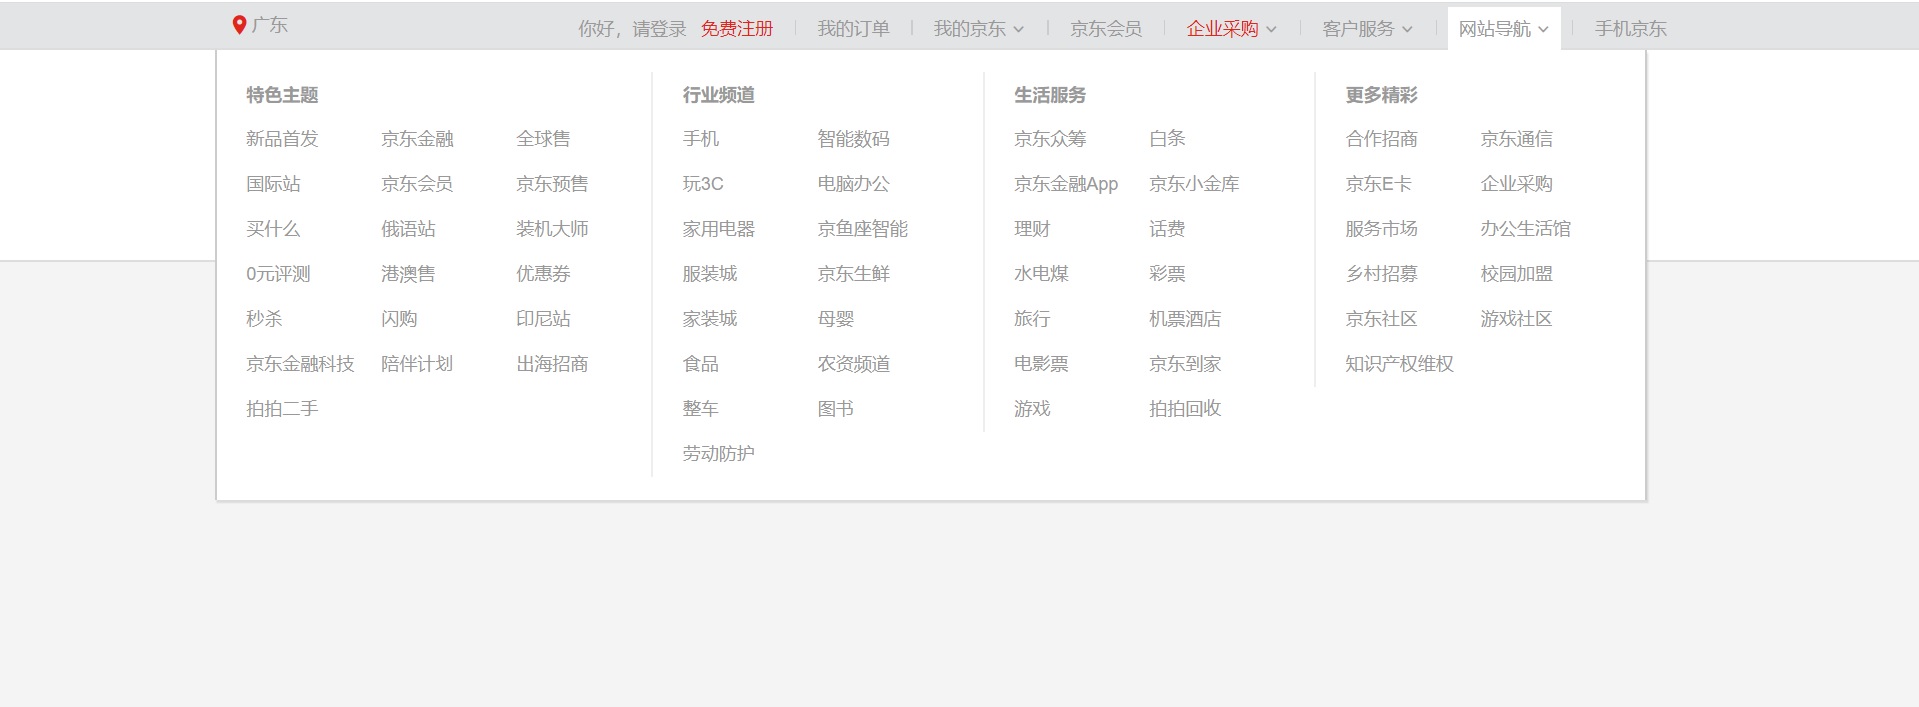 广东
你好，请登录 免费注册 我的订单 我的京东 京东会员 企业采购 客户服务 网站导航 手机京东
特色主题
新品首发 京东金融 全球售
国际站 京东会员 京东预售
买什么 俄语站 装机大师
0元评测 港澳售 优惠券
秒杀 闪购 印尼站
京东金融科技 陪伴计划 出海招商
拍拍二手
行业频道
手机 智能数码
玩3C 电脑办公
家用电器 京鱼座智能
服装城 京东生鲜
家装城 母婴
食品 农资频道
整车 图书
劳动防护
生活服务
京东众筹 白条
京东金融App 京东小金库
理财 话费
水电煤 彩票
旅行 机票酒店
电影票 京东到家
游戏 拍拍回收
更多精彩
合作招商 京东通信
京东E卡 企业采购
服务市场 办公生活馆
乡村招募 校园加盟
京东社区 游戏社区
知识产权维权